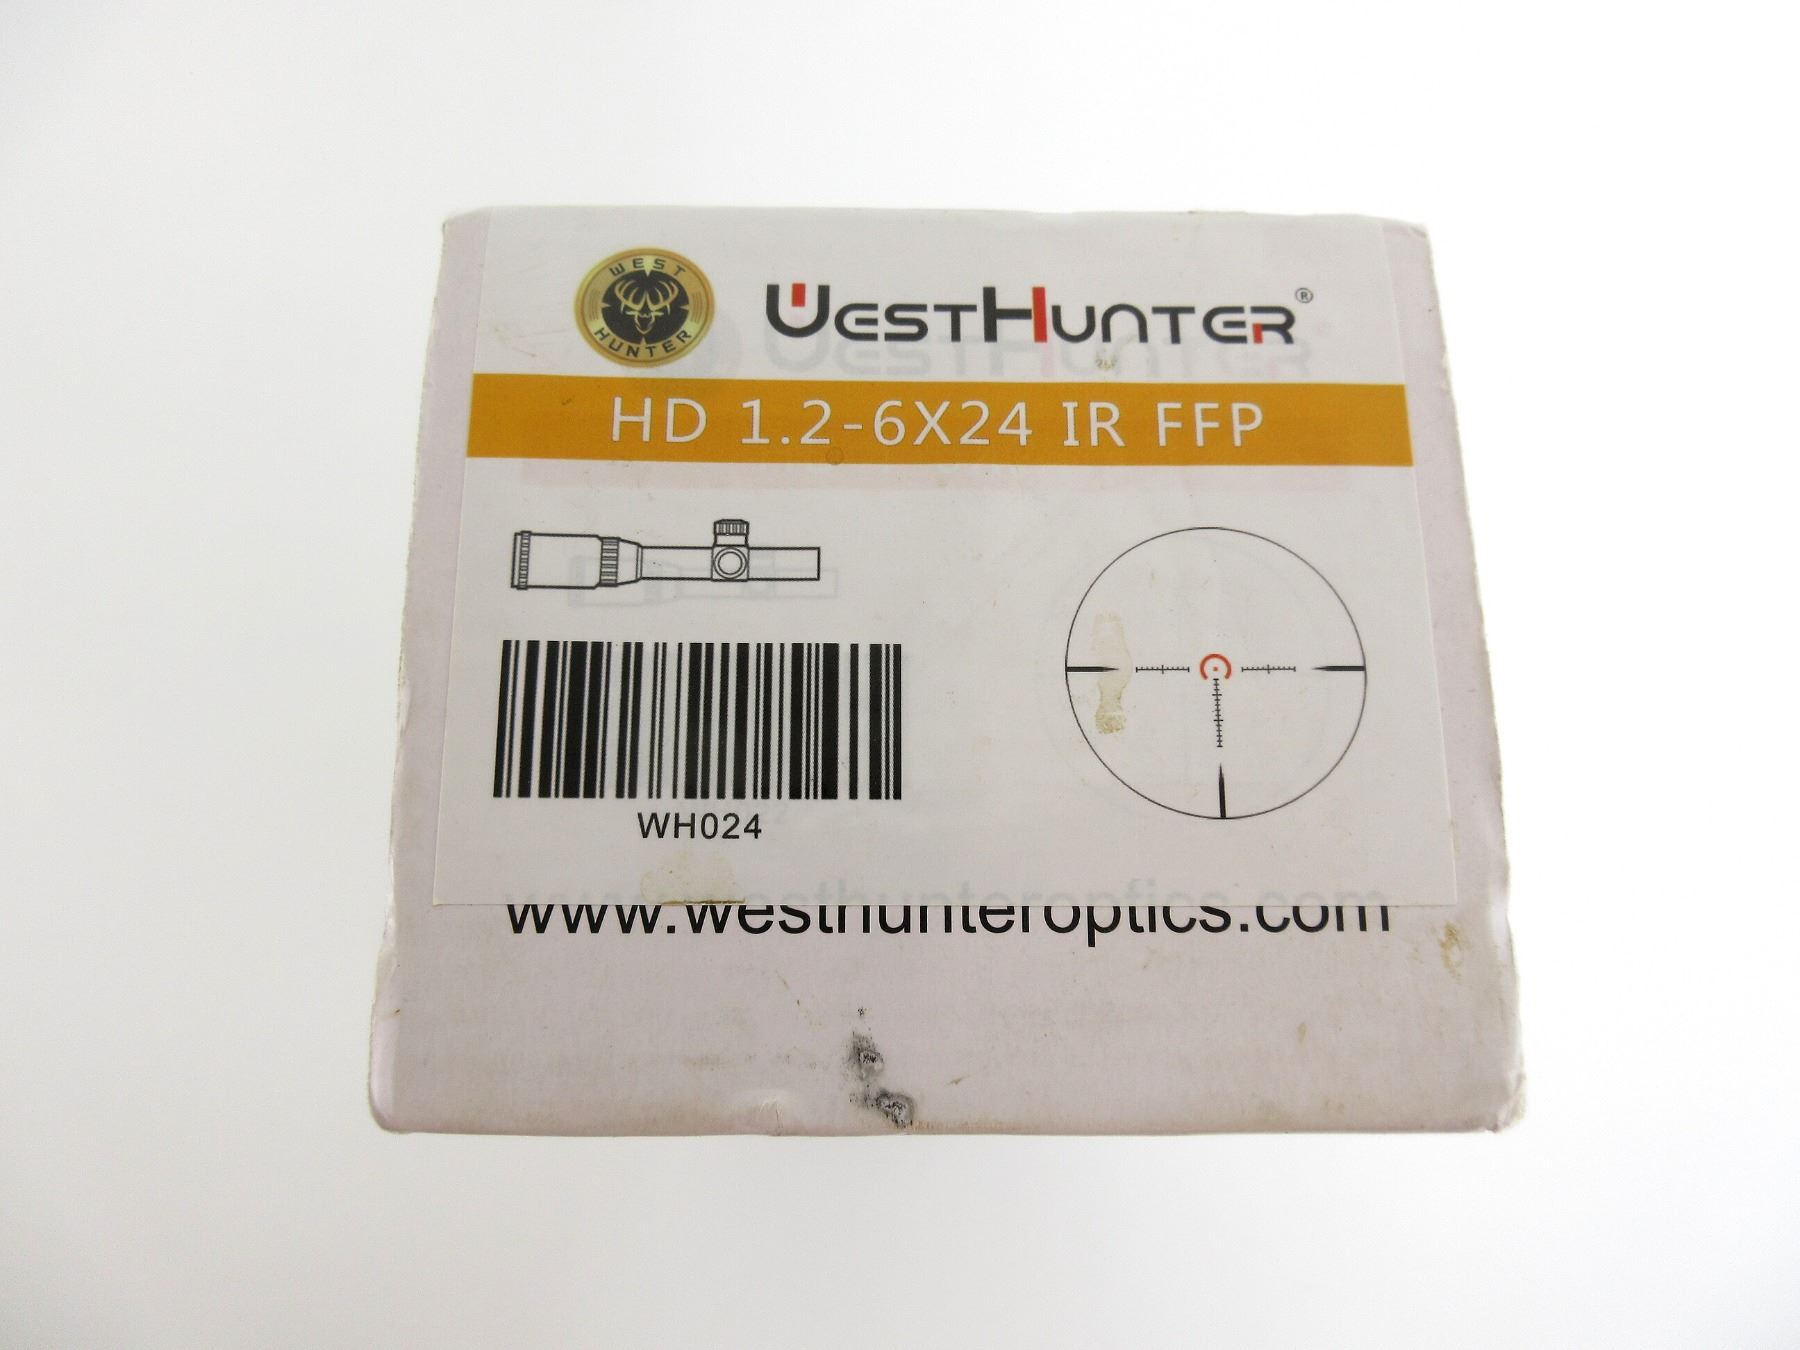 WEST
HUNTER
WESTHUNTER®
HD 1.2-6X24 IR FFP
WH024
www.westhunteroptics.com